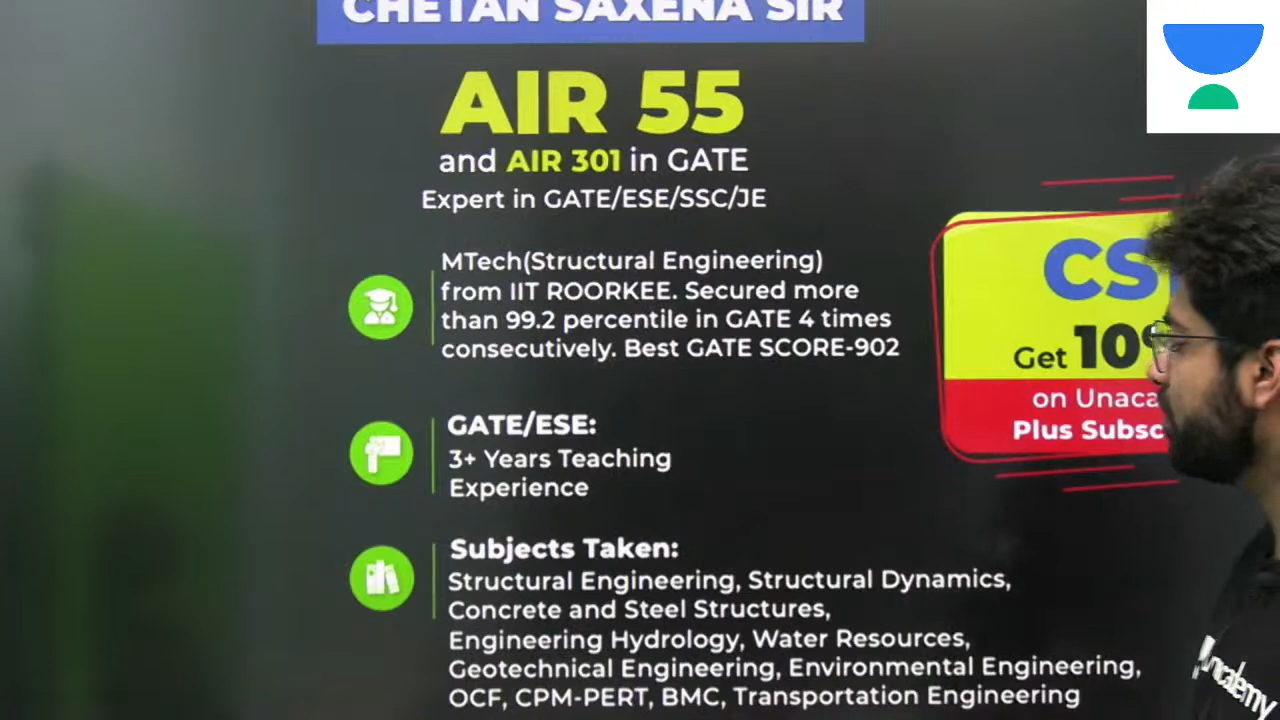 CHETAN SAXENA SIR
AIR 55
and AIR 301 in GATE
Expert in GATE/ESE/SSC/JE
MTech(Structural Engineering)
from IIT ROORKEE. Secured more
than 99.2 percentile in GATE 4 times
consecutively. Best GATE SCORE-902
GATE/ESE:
3+ Years Teaching
Experience
Subjects Taken:
Structural Engineering, Structural Dynamics,
Concrete and Steel Structures,
Engineering Hydrology, Water Resources,
Geotechnical Engineering, Environmental Engineering,
OCF, CPM-PERT, BMC, Transportation Engineering
Get 10%
on
Plus